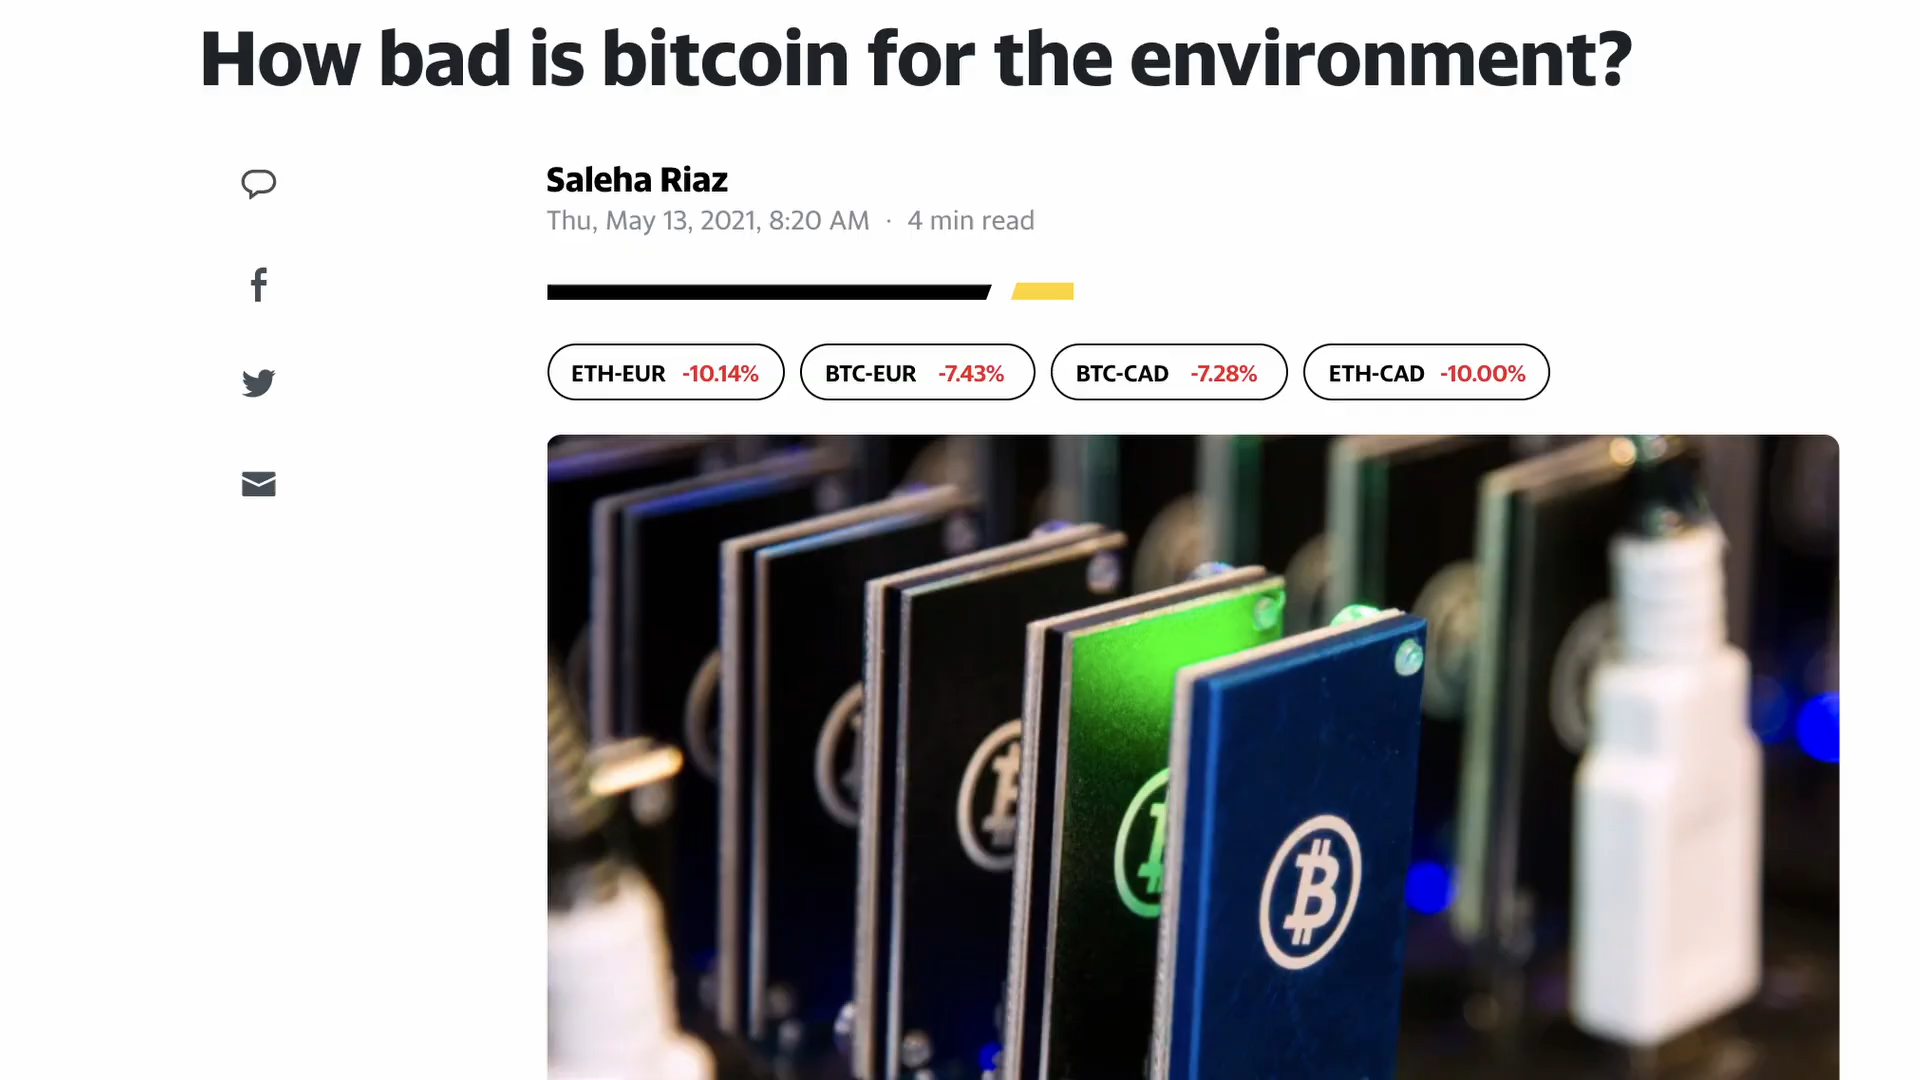 How bad is bitcoin for the environment?
Saleha Riaz
Thu, May 13, 2021, 8:20 AM · 4 min read
ETH-EUR -10.14% BTC-EUR -7.43% BTC-CAD -7.28% ETH-CAD -10.00%